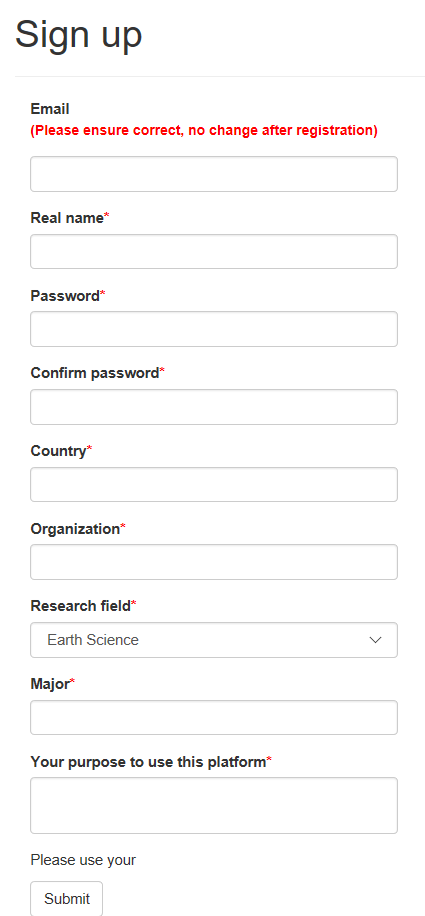 Sign up
Email
(Please ensure correct, no change after registration)
Real name*
Password*
Confirm password*
Country*
Organization*
Research field*
Earth Science
Major*
Your purpose to use this platform*
Please use your
Submit